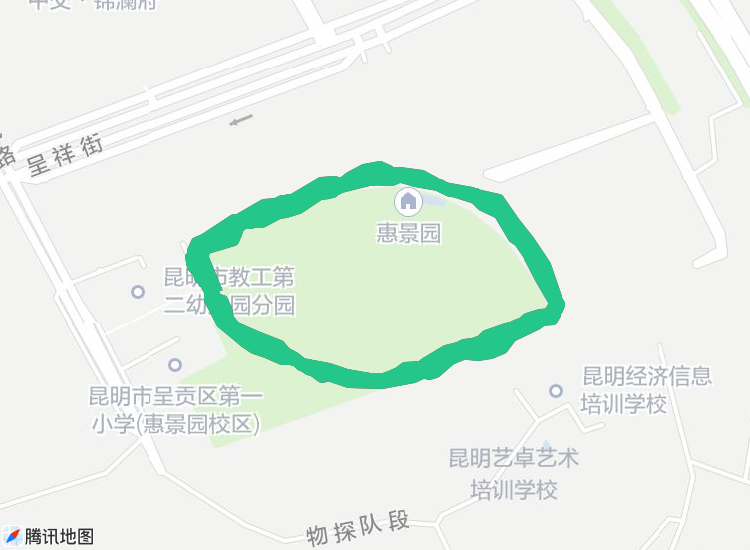 中交·锦澜府
路
呈祥街
惠景园
昆明市教工第
二幼儿园分园
昆明市呈贡区第一
小学(惠景园校区)
昆明经济信息
培训学校
昆明艺卓艺术
培训学校
物探队段
腾讯地图